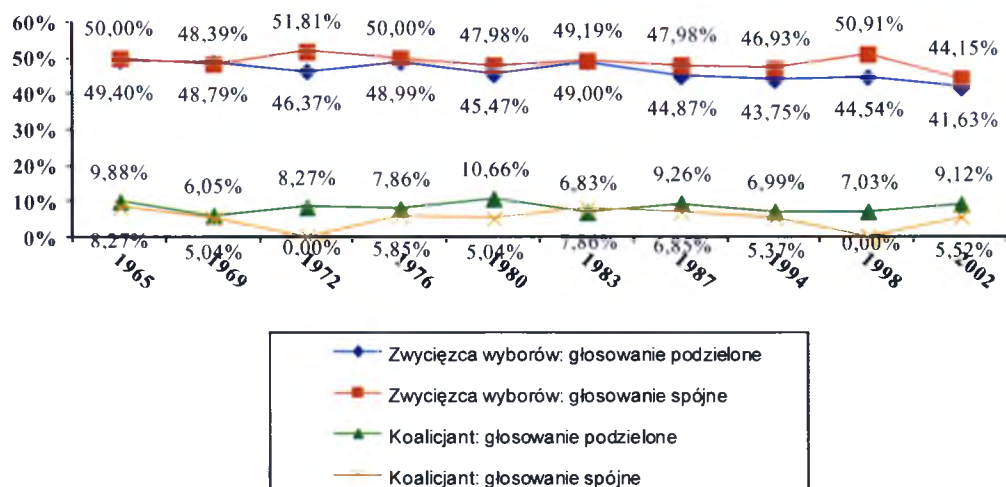 60%
50,00% 48,39% 51,81% 50,00% 47,98% 49,19% 47,98% 46,93% 50,91% 44,15%
50%
40%
49,40% 48,79% 46,37% 48,99% 45,47% 49,00% 44,87% 43,75% 44,54% 41,63%
30%
20%
9,88% 6,05% 8,27% 7,86% 10,66% 6,83% 9,26% 6,99% 7,03% 9,12%
10%
0%
8,27% 5,04% 0,00% 5,85% 5,04% 7,86% 6,85% 5,37% 0,00% 5,52%
1965 1969 1972 1976 1980 1983 1987 1994 1998 2002
Zwycięzca wyborów: głosowanie podzielone
Zwycięzca wyborów: głosowanie spójne
Koalicjant: głosowanie podzielone
Koalicjant: głosowanie spójne